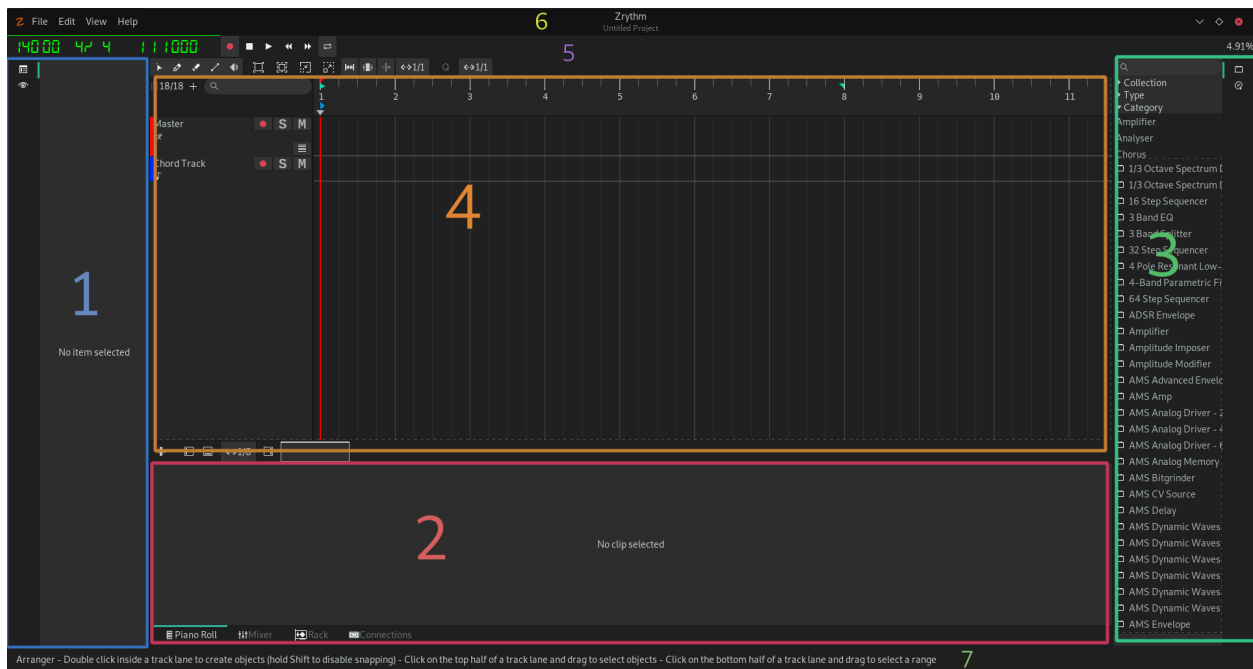 File Edit View Help
6
Zrythm
Untitled Project
14000 4/ 4 1 1 1000
5
4.91%
↔1/1 Q ↔1/1
18/18 +
1 2 3 4 5 6 7 8 9 10 11
Master S M
Chord Track S M
4
1
No item selected
↔1/8
2
No clip selected
Piano Roll Mixer Rack Connections
Collection
Type
Category
Amplifier
Analyser
Chorus
1/3 Octave Spectrum
1/3 Octave Spectrum
16 Step Sequencer
3 Band EQ
3 Band Splitter
32 Step Sequencer
3
4 Pole Resonant Low-
4-Band Parametric Fi
64 Step Sequencer
ADSR Envelope
Amplifier
Amplitude Imposer
Amplitude Modifier
AMS Advanced Envelo
AMS Amp
AMS Analog Driver - 2
AMS Analog Driver - 4
AMS Analog Driver - 6
AMS Analog Memory
AMS Bitgrinder
AMS CV Source
AMS Delay
AMS Dynamic Waves
AMS Dynamic Waves
AMS Dynamic Waves
AMS Dynamic Waves
AMS Dynamic Waves
AMS Dynamic Waves
AMS Envelope
Arranger - Double click inside a track lane to create objects (hold Shift to disable snapping) - Click on the top half of a track lane and drag to select objects - Click on the bottom half of a track lane and drag to select a range
7